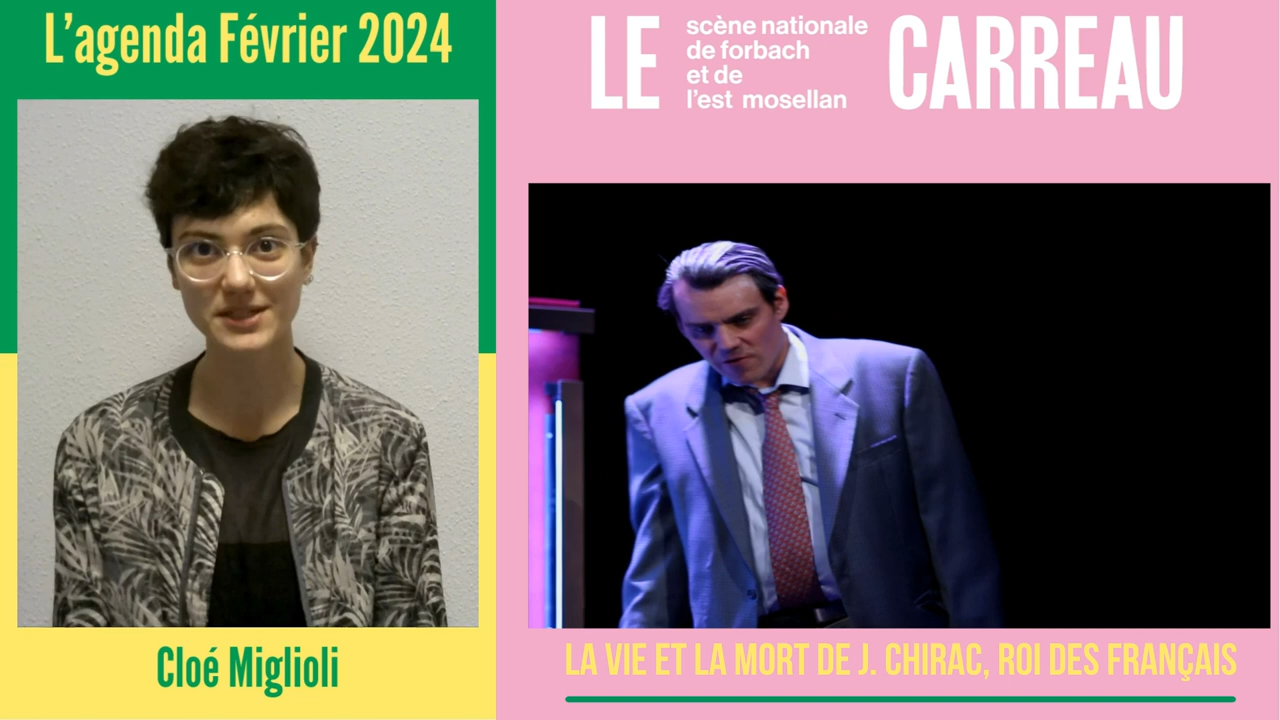 L'agenda Février 2024
Cloé Miglioli
LE
scène nationale
de forbach
et de
l'est mosellan
CARREAU
LA VIE ET LA MORT DE J. CHIRAC, ROI DES FRANÇAIS